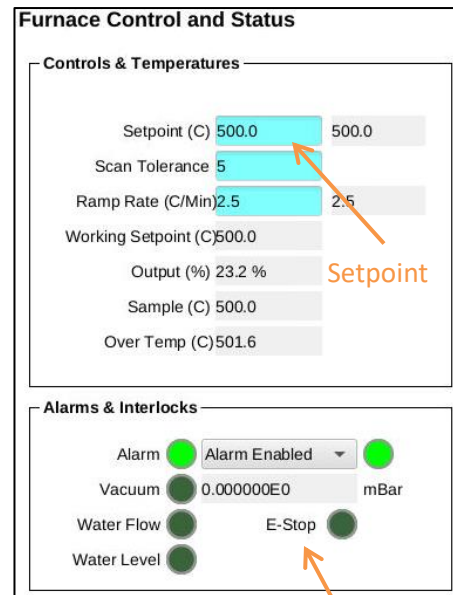 Furnace Control and Status
Controls & Temperatures
Setpoint (C) 500.0 500.0
Scan Tolerance 5
Ramp Rate (C/Min) 2.5 2.5
Working Setpoint (C) 500.0
Output (%) 23.2 % Setpoint
Sample (C) 500.0
Over Temp (C) 501.6
Alarms & Interlocks
Alarm Alarm Enabled
Vacuum 0.000000E0 mBar
Water Flow E-Stop
Water Level